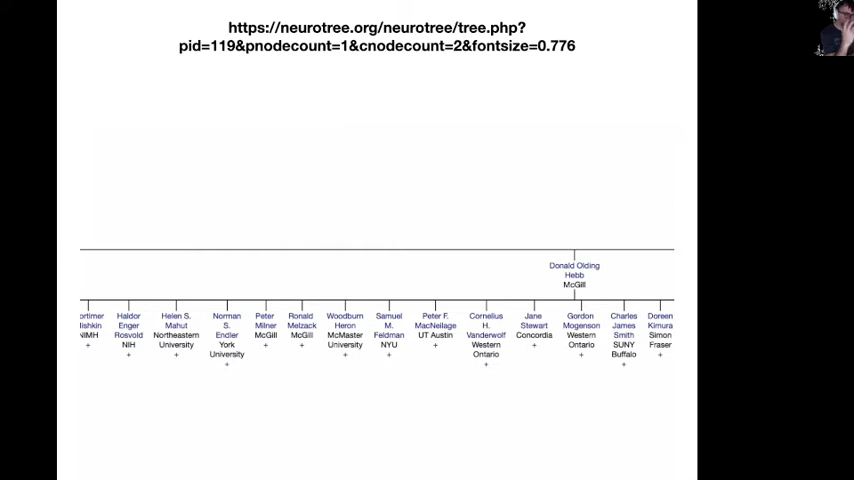 https://neurotree.org/neurotree/tree.php?
pid=119&pnodecount=1&cnodecount=2&fontsize=0.776
Donald Olding
Hebb
McGill
ortimer
lishkin
NIMH
+
Haldor
Enger
Rosvold
NIH
+
Helen S.
Mahut
Northeastern
University
+
Norman
S.
Endler
York
University
+
Peter
Milner
McGill
+
Ronald
Melzack
McGill
+
Woodburn
Heron
McMaster
University
+
Samuel
M.
Feldman
NYU
+
Peter F.
MacNeilage
UT Austin
+
Cornelius
H.
Vanderwolf
Western
Ontario
+
Jane
Stewart
Concordia
+
Gordon
Mogenson
Western
Ontario
+
Charles
James
Smith
SUNY
Buffalo
+
Doreen
Kimura
Simon
Fraser
+